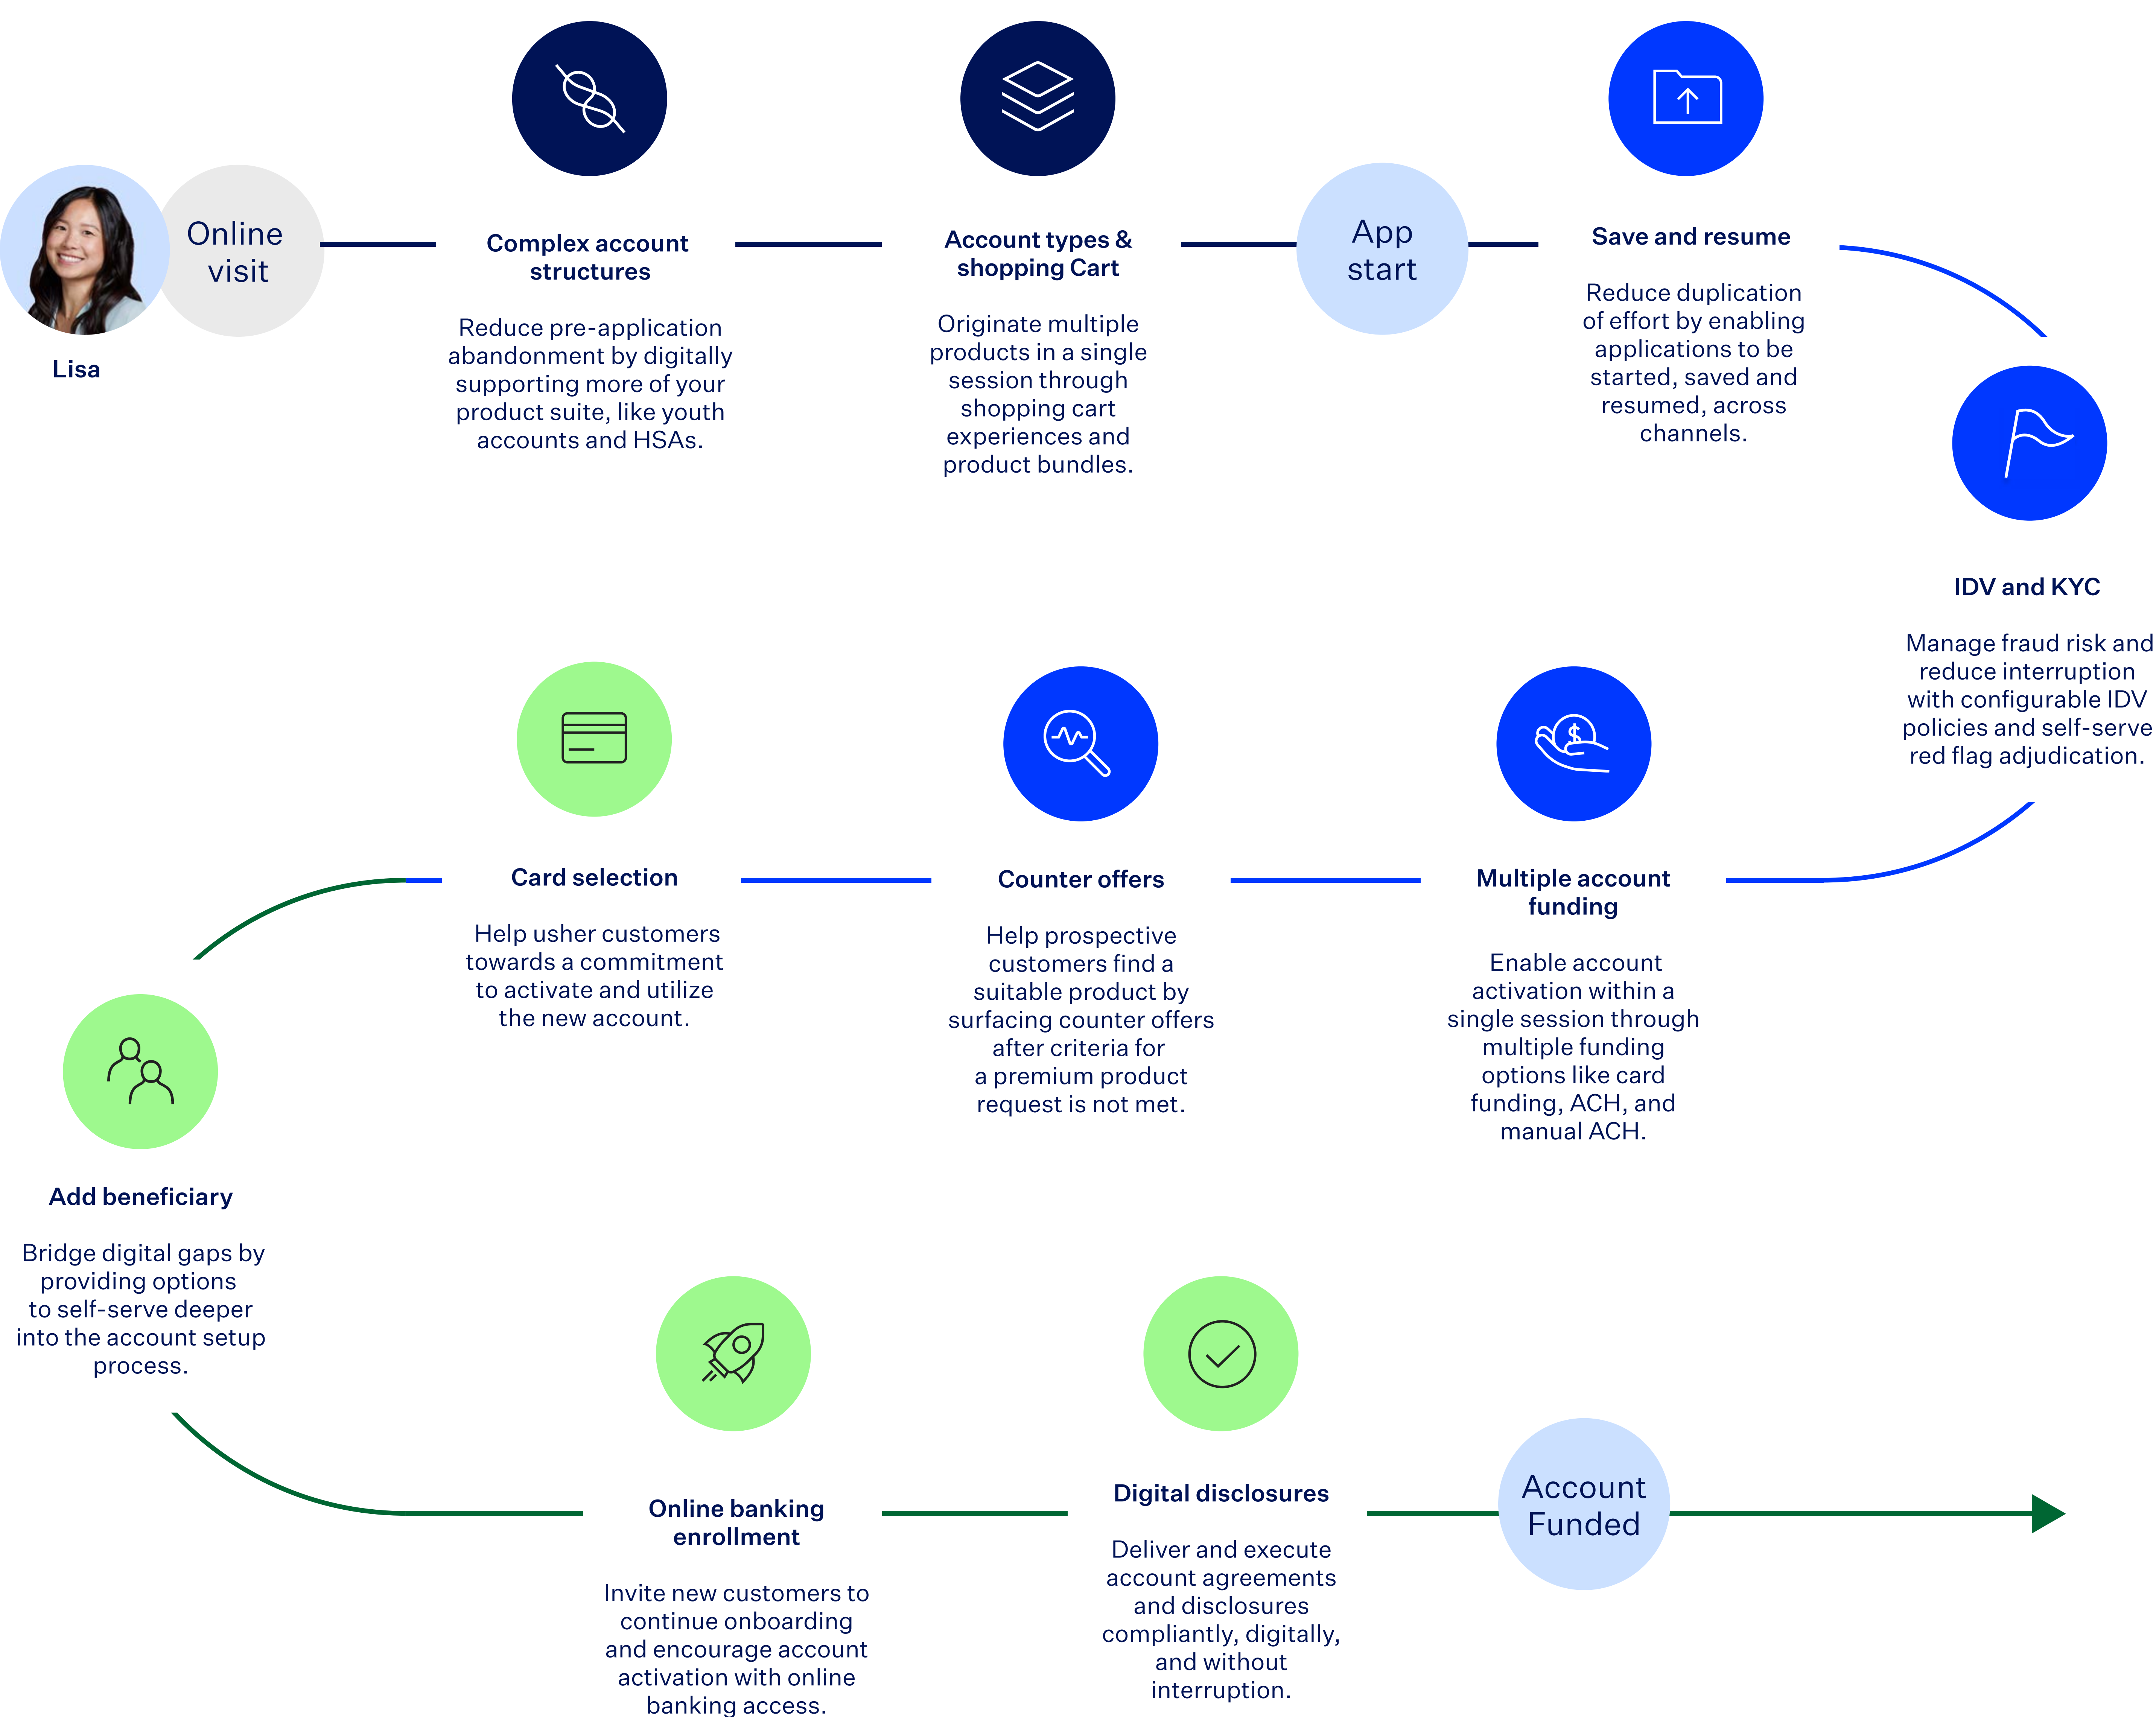 Lisa
Online
visit
Complex account
structures
Reduce pre-application
abandonment by digitally
supporting more of your
product suite, like youth
accounts and HSAs.
Account types &
shopping Cart
Originate multiple
products in a single
session through
shopping cart
experiences and
product bundles.
App
start
Save and resume
Reduce duplication
of effort by enabling
applications to be
started, saved and
resumed, across
channels.
IDV and KYC
Manage fraud risk and
reduce interruption
with configurable IDV
policies and self-serve
red flag adjudication.
Multiple account
funding
Enable account
activation within a
single session through
multiple funding
options like card
funding, ACH, and
manual ACH.
Counter offers
Help prospective
customers find a
suitable product by
surfacing counter offers
after criteria for
a premium product
request is not met.
Card selection
Help usher customers
towards a commitment
to activate and utilize
the new account.
Add beneficiary
Bridge digital gaps by
providing options
to self-serve deeper
into the account setup
process.
Online banking
enrollment
Invite new customers to
continue onboarding
and encourage account
activation with online
banking access.
Digital disclosures
Deliver and execute
account agreements
and disclosures
compliantly, digitally,
and without
interruption.
Account
Funded